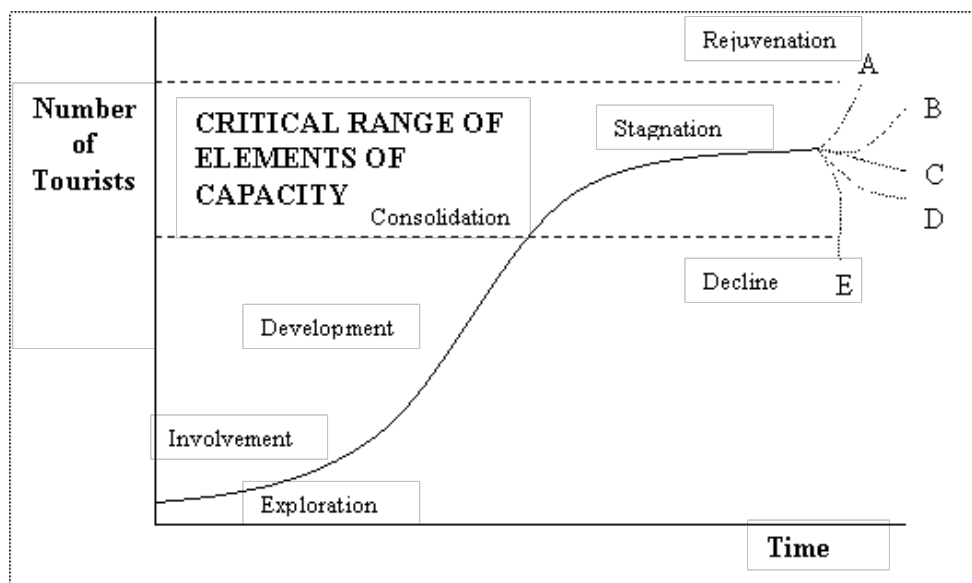 Rejuvenation
A
Number
of
Tourists
CRITICAL RANGE OF
ELEMENTS OF
CAPACITY
Consolidation
Stagnation
B
C
D
Decline
E
Development
Involvement
Exploration
Time